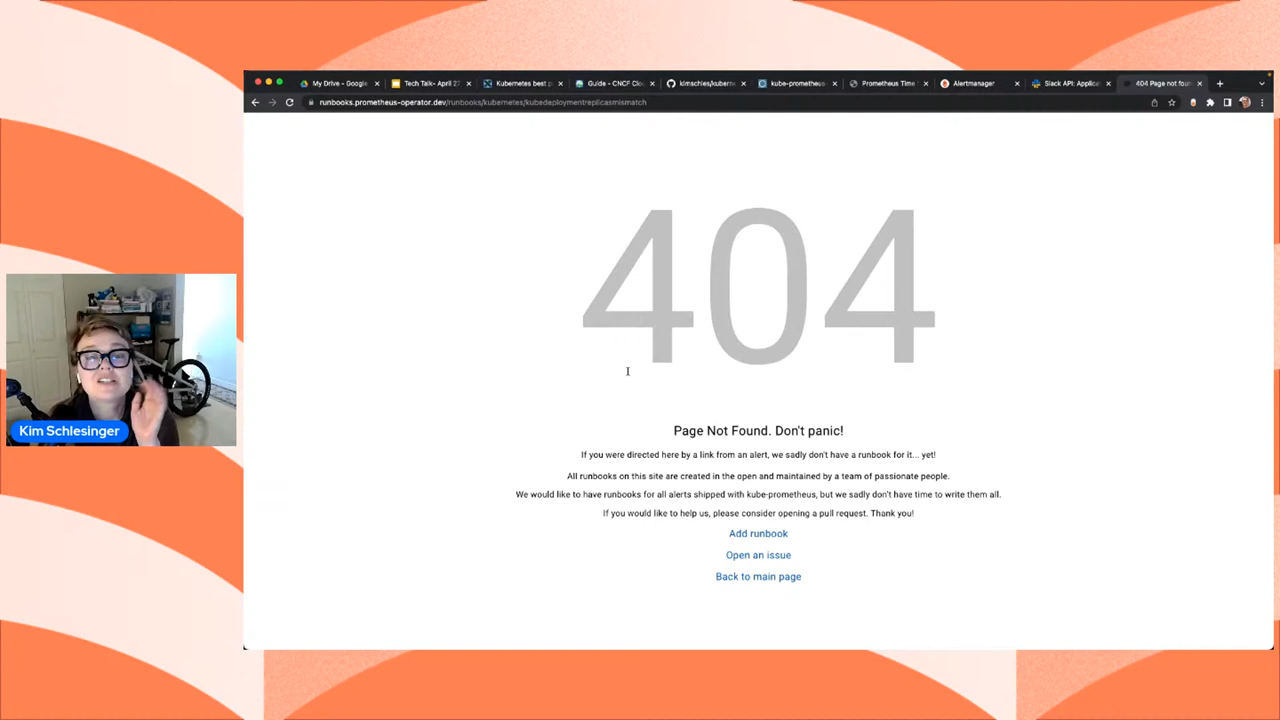 My Drive - Google
Tech Talk- April 27
Kubernetes best p
Guide - CNCF Clou
kimschles/kuberne
kube-prometheus
Prometheus Time
Alertmanager
Slack API: Applica
404 Page not foun
runbooks.prometheus-operator.dev/runbooks/kubernetes/kubedeploymentreplicasmismatch
404
Page Not Found. Don't panic!
If you were directed here by a link from an alert, we sadly don't have a runbook for it... yet!
All runbooks on this site are created in the open and maintained by a team of passionate people.
We would like to have runbooks for all alerts shipped with kube-prometheus, but we sadly don't have time to write them all.
If you would like to help us, please consider opening a pull request. Thank you!
Add runbook
Open an issue
Back to main page
Kim Schlesinger